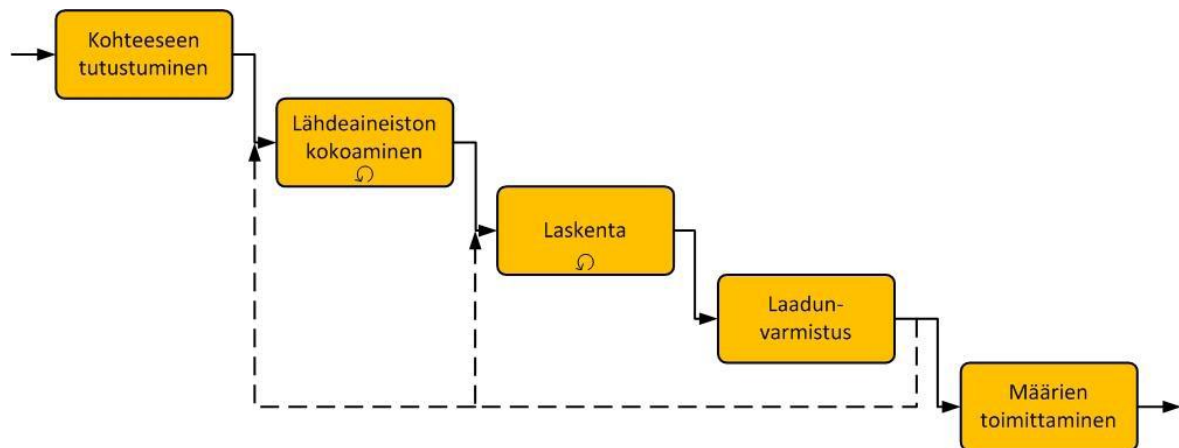 Kohteeseen
tutustuminen
Lähdeaineiston
kokoaminen
Laskenta
Laadun-
varmistus
Määrien
toimittaminen